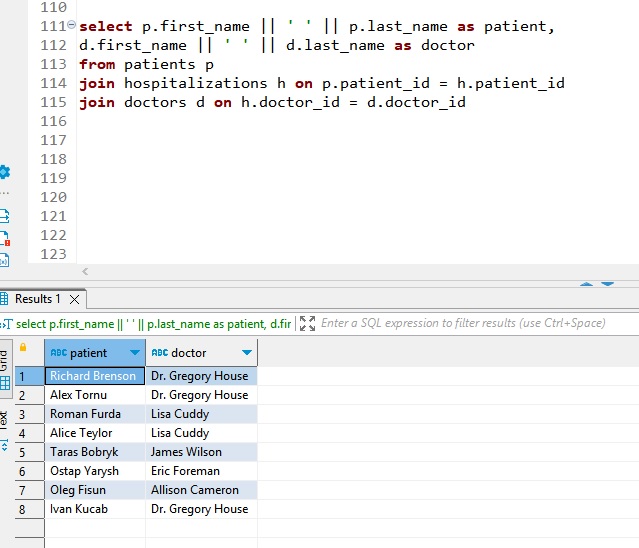 110
111 select p.first_name || ' ' || p.last_name as patient,
112 d.first_name || ' ' || d.last_name as doctor
113 from patients p
114 join hospitalizations h on p.patient_id = h.patient_id
115 join doctors d on h.doctor_id = d.doctor_id
116
117
118
119
120
121
122
123
Results 1
select p.first_name || ' ' || p.last_name as patient, d.fir
Enter a SQL expression to filter results (use Ctrl+Space)
Grid
Text
ABC patient ABC doctor
1 Richard Brenson Dr. Gregory House
2 Alex Tornu Dr. Gregory House
3 Roman Furda Lisa Cuddy
4 Alice Teylor Lisa Cuddy
5 Taras Bobryk James Wilson
6 Ostap Yarysh Eric Foreman
7 Oleg Fisun Allison Cameron
8 Ivan Kucab Dr. Gregory House